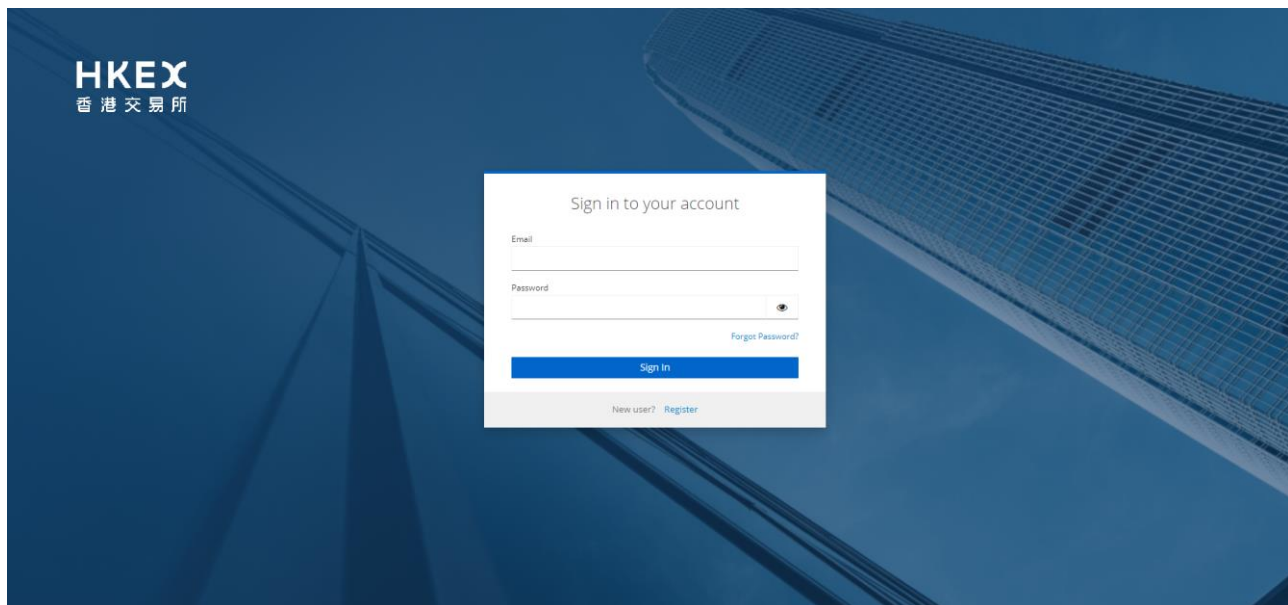 HKEX
香港交易所
Sign in to your account
Email
Password
Forgot Password?
Sign In
New user? Register